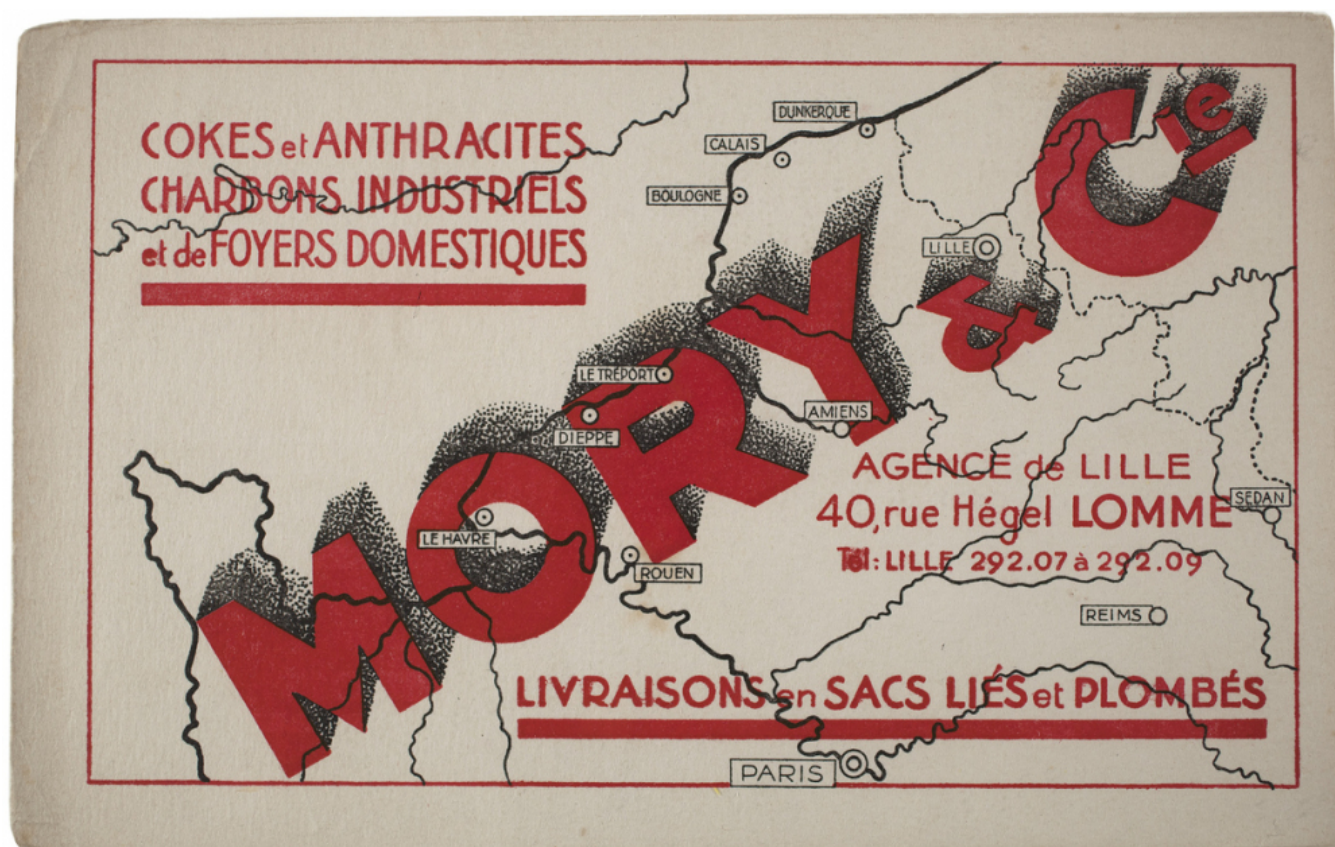 COKES et ANTHRACITES
CHARBONS INDUSTRIELS
et de FOYERS DOMESTIQUES
DUNKERQUE
CALAIS
BOULOGNE
LILLE
MORY & Cie
LE TRÉPORT
DIEPPE
AMIENS
LE HAVRE
ROUEN
AGENCE de LILLE
40, rue Hégel LOMME
Tél: LILLE 292.07 à 292.09
SEDAN
REIMS
LIVRAISONS en SACS LIÉS et PLOMBÉS
PARIS